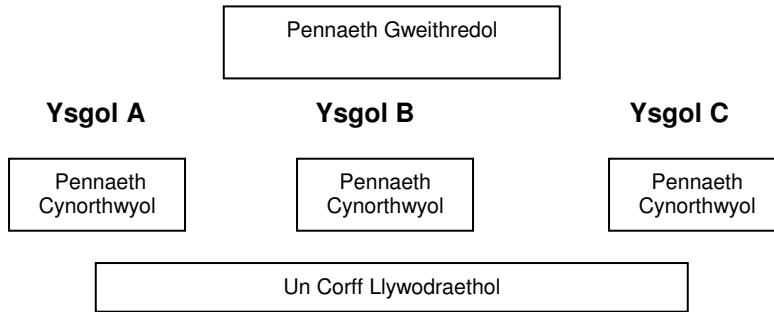 Pennaeth Gweithredol
Ysgol A
Ysgol B
Ysgol C
Pennaeth
Cynorthwyol
Pennaeth
Cynorthwyol
Pennaeth
Cynorthwyol
Un Corff Llywodraethol